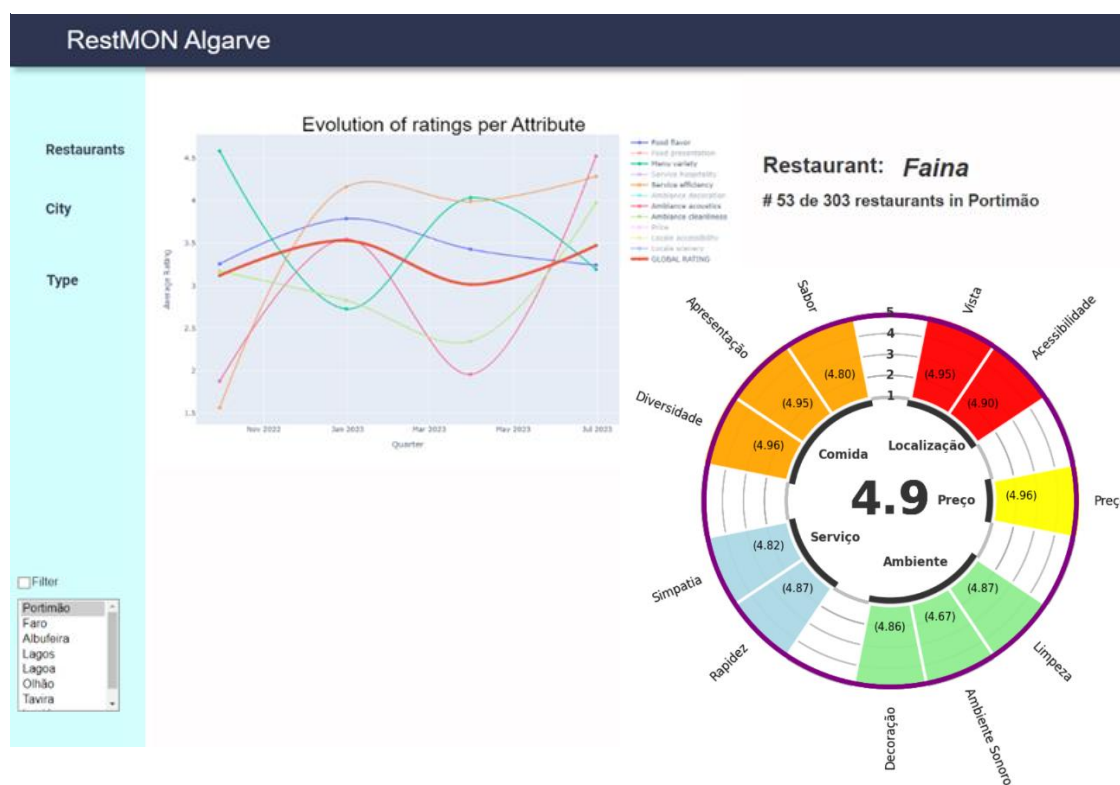 RestMON Algarve
Restaurants
City
Type
Filter
Portimão
Faro
Albufeira
Lagos
Lagoa
Olhão
Tavira
Evolution of ratings per Attribute
4.5
4
3.5
3
2.5
2
1.5
Average Rating
Nov 2022
Jan 2023
Mar 2023
May 2023
Jul 2023
Quarter
Food flavor
Food presentation
Menu variety
Service hospitality
Service efficiency
Ambiance decoration
Ambiance acoustics
Ambiance cleanliness
Price
Locale accessibility
Locale scenery
GLOBAL RATING
Restaurant: Faina
# 53 de 303 restaurants in Portimão
Sabor
Vista
Apresentação
Acessibilidade
Diversidade
5
4
3
2
1
(4.80)
(4.95)
(4.95)
(4.90)
(4.96)
Comida
Localização
4.9
Preço
(4.96)
Preç
Serviço
Ambiente
(4.82)
(4.87)
(4.86)
(4.67)
(4.87)
Simpatia
Rapidez
Decoração
Ambiente Sonoro
Limpeza